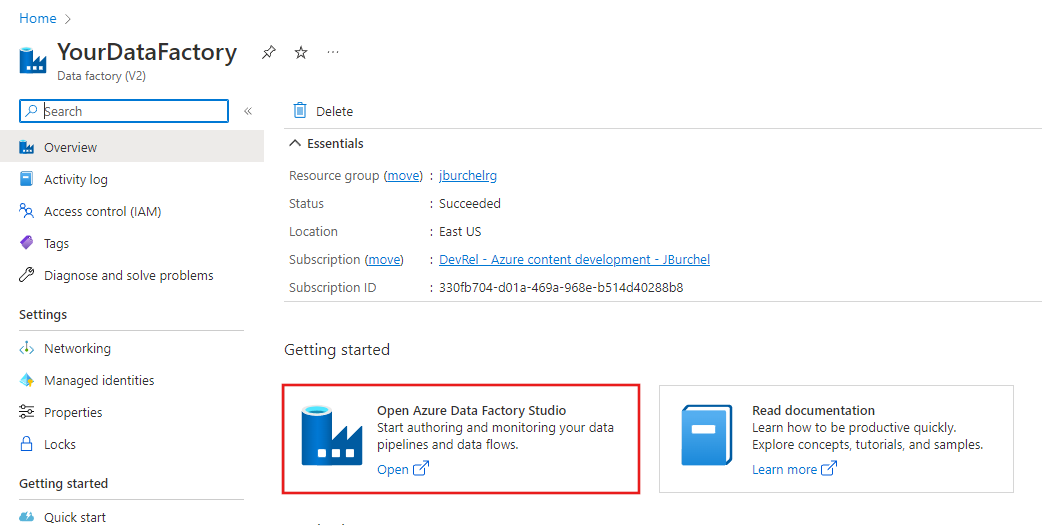 Home
YourDataFactory
Data factory (V2)
Search
Overview
Activity log
Access control (IAM)
Tags
Diagnose and solve problems
Settings
Networking
Managed identities
Properties
Locks
Getting started
Quick start
Delete
Essentials
Resource group (move) : jburchelrg
Status : Succeeded
Location : East US
Subscription (move) : DevRel - Azure content development - JBurchel
Subscription ID : 330fb704-d01a-469a-968e-b514d40288b8
Getting started
Open Azure Data Factory Studio
Start authoring and monitoring your data
pipelines and data flows.
Open
Read documentation
Learn how to be productive quickly.
Explore concepts, tutorials, and samples.
Learn more